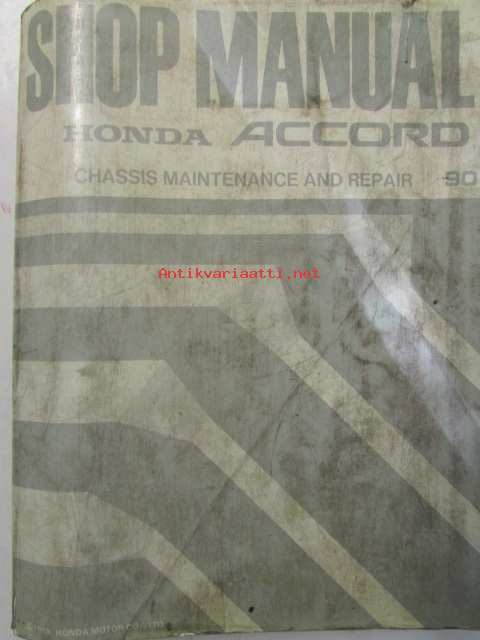 SHOP MANUAL
HONDA ACCORD
CHASSIS MAINTENANCE AND REPAIR 90
Antikvariaatti.net
HONDA MOTOR CO., LTD.